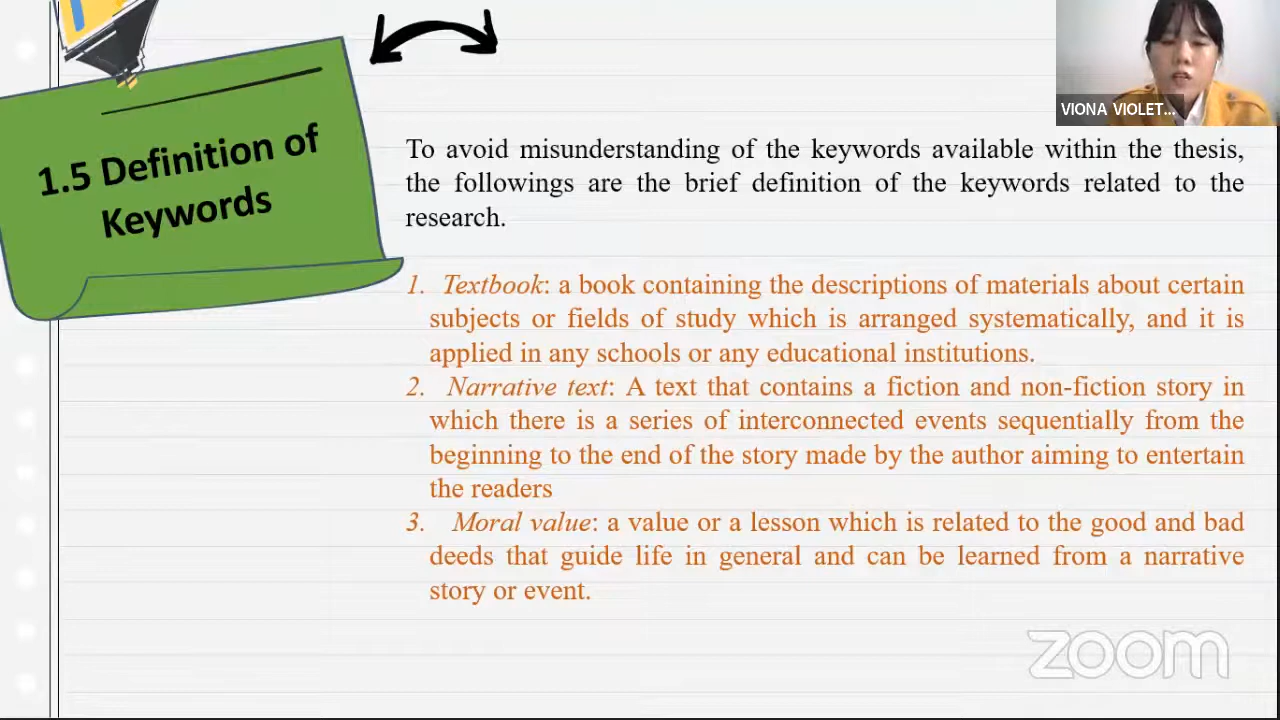 1.5 Definition of
Keywords
VIONA VIOLET...
To avoid misunderstanding of the keywords available within the thesis,
the followings are the brief definition of the keywords related to the
research.
1. Textbook: a book containing the descriptions of materials about certain
subjects or fields of study which is arranged systematically, and it is
applied in any schools or any educational institutions.
2. Narrative text: A text that contains a fiction and non-fiction story in
which there is a series of interconnected events sequentially from the
beginning to the end of the story made by the author aiming to entertain
the readers
3. Moral value: a value or a lesson which is related to the good and bad
deeds that guide life in general and can be learned from a narrative
story or event.
zoom